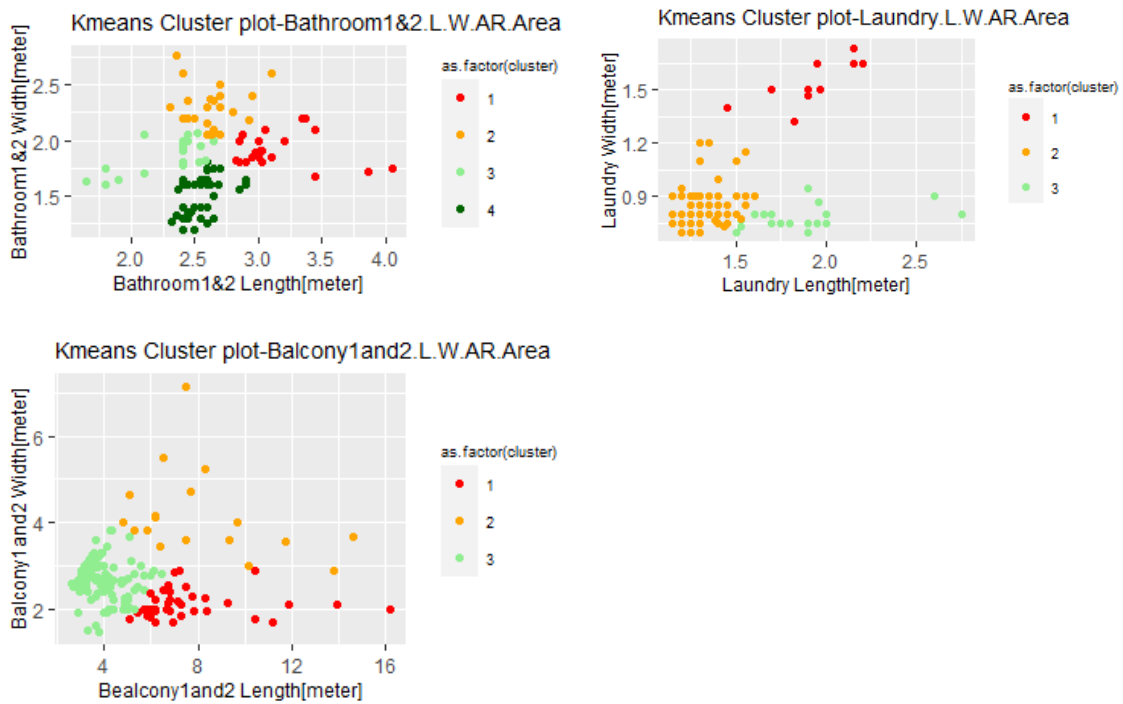 Kmeans Cluster plot-Bathroom1&2.L.W.AR.Area
Bathroom1 &2 Width[meter]
2.5
2.0
1.5
2.0 2.5 3.0 3.5 4.0
Bathroom1&2 Length[meter]
as.factor(cluster)
1
2
3
4
Kmeans Cluster plot-Laundry.L.W.AR.Area
Laundry Width[meter]
1.5
1.2
0.9
1.5 2.0 2.5
Laundry Length[meter]
as.factor(cluster)
1
2
3
Kmeans Cluster plot-Balcony1and2.L.W.AR.Area
Balcony1 and2 Width[meter]
6
4
2
4 8 12 16
Bealcony1and2 Length[meter]
as.factor(cluster)
1
2
3